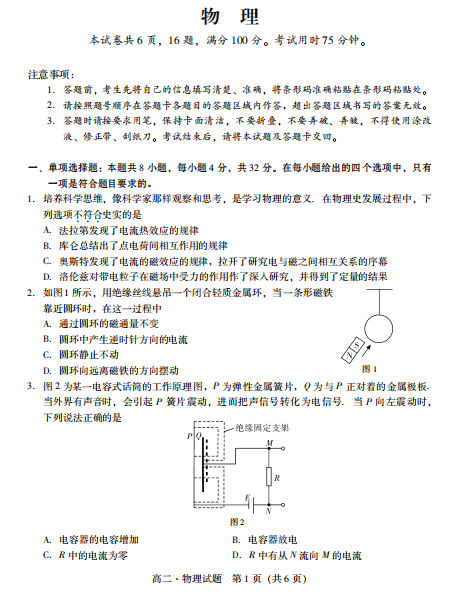 物 理
本试卷共 6 页，16 题，满分 100 分。考试用时 75 分钟。
注意事项：
1. 答题前，考生先将自己的信息填写清楚、准确，将条形码准确粘贴在条形码粘贴处。
2. 请按照题号顺序在答题卡各题目的答题区域内作答，超出答题区域书写的答案无效。
3. 答题时请按要求用笔，保持卡面清洁，不要折叠，不要弄破、弄皱，不得使用涂改
液、修正带、刮纸刀。考试结束后，请将本试题及答题卡交回。
一、单项选择题：本题共 8 小题，每小题 4 分，共 32 分。在每小题给出的四个选项中，只有
一项是符合题目要求的。
1. 培养科学思维，像科学家那样观察和思考，是学习物理的意义. 在物理史发展过程中，下
列选项不符合史实的是
A. 法拉第发现了电流热效应的规律
B. 库仑总结出了点电荷间相互作用的规律
C. 奥斯特发现了电流的磁效应的规律，拉开了研究电与磁之间相互关系的序幕
D. 洛伦兹对带电粒子在磁场中受力的作用作了深入研究，并得到了定量的结果
2. 如图1 所示，用绝缘丝线悬吊一个闭合轻质金属环，当一条形磁铁
靠近圆环时，在这一过程中
A. 通过圆环的磁通量不变
B. 圆环中产生逆时针方向的电流
C. 圆环静止不动
D. 圆环向远离磁铁的方向摆动
S
N
图 1
3. 图 2 为某一电容式话筒的工作原理图，P 为弹性金属簧片，Q 为与 P 正对着的金属极板.
当外界有声音时，会引起 P 簧片震动，进而把声信号转化为电信号. 当 P 向左震动时，
下列说法正确的是
绝缘固定支架
P Q
M
R
E
N
图2
A. 电容器的电容增加 B. 电容器放电
C. R 中的电流为零 D. R 中有从 N 流向 M 的电流
高二·物理试题 第 1 页（共 6 页）